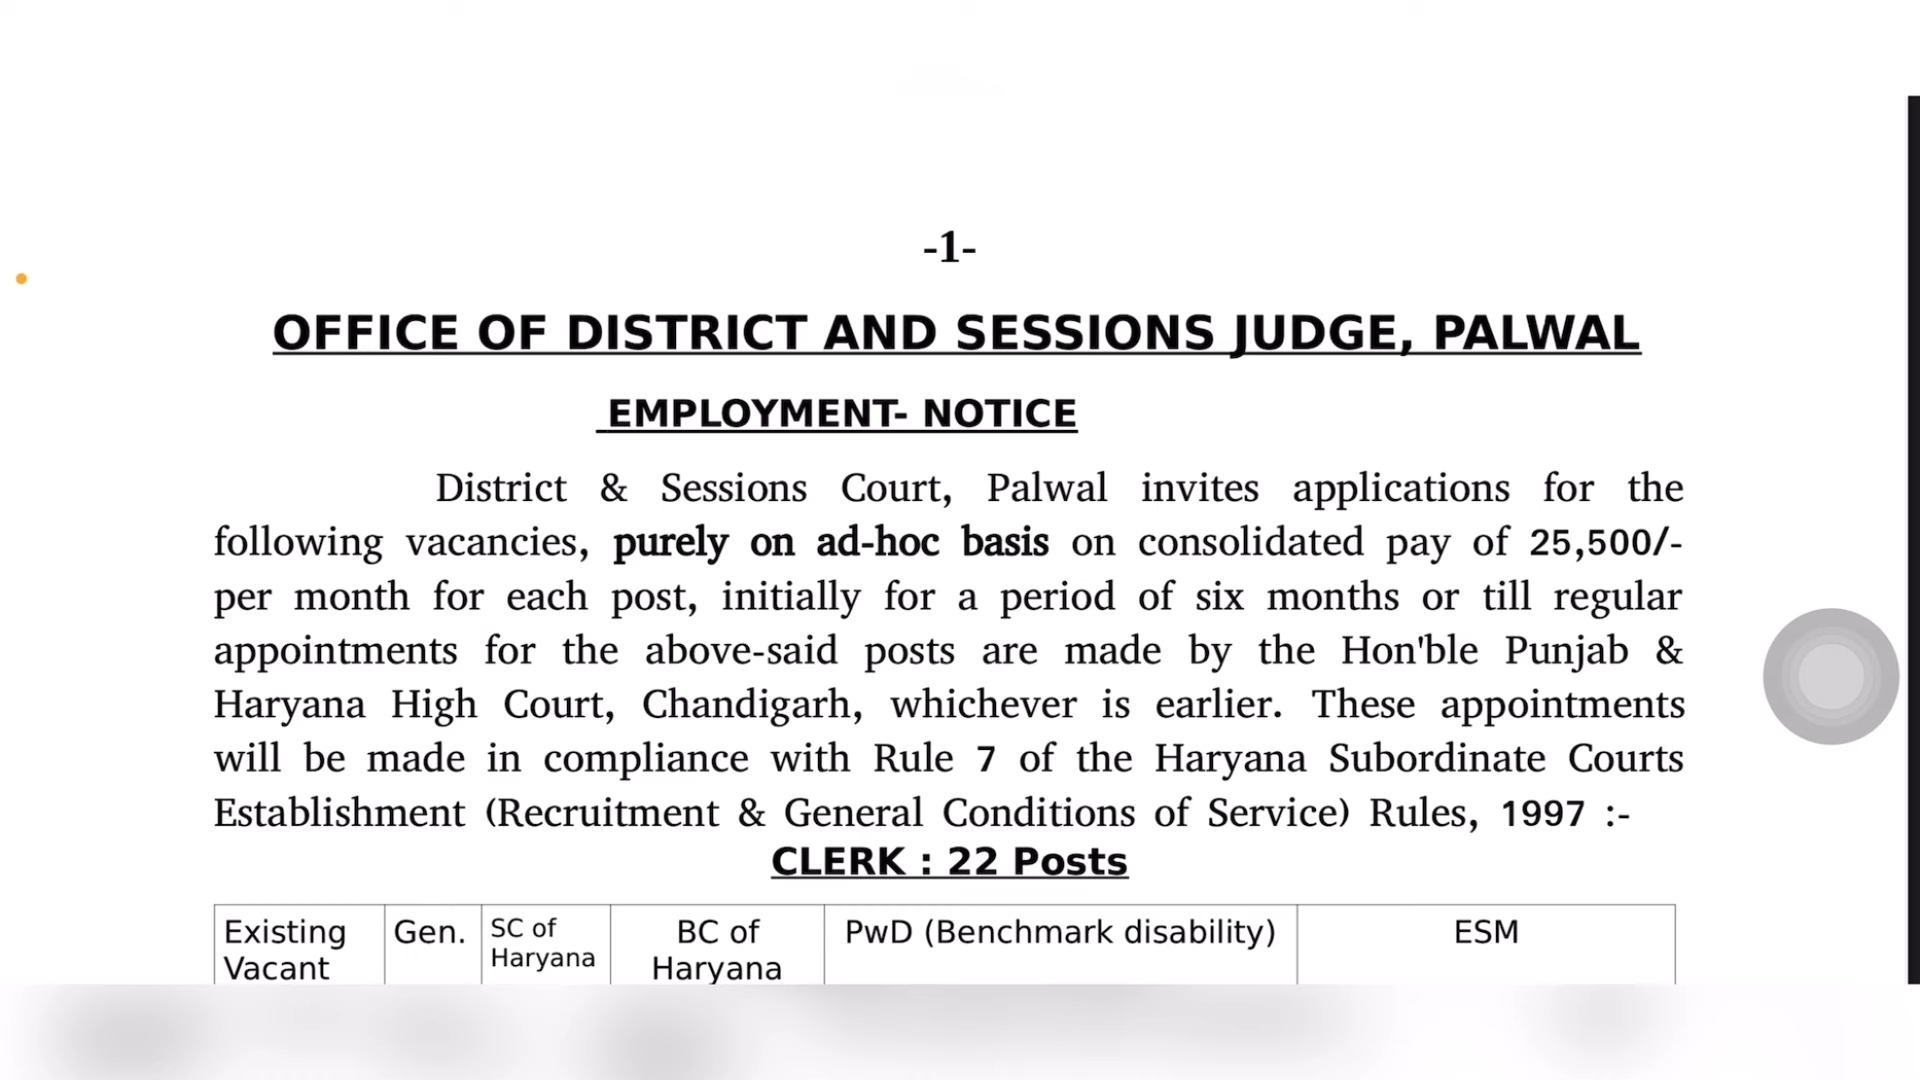 -1-
OFFICE OF DISTRICT AND SESSIONS JUDGE, PALWAL
EMPLOYMENT- NOTICE
District & Sessions Court, Palwal invites applications for the
following vacancies, purely on ad-hoc basis on consolidated pay of 25,500/-
per month for each post, initially for a period of six months or till regular
appointments for the above-said posts are made by the Hon'ble Punjab &
Haryana High Court, Chandigarh, whichever is earlier. These appointments
will be made in compliance with Rule 7 of the Haryana Subordinate Courts
Establishment (Recruitment & General Conditions of Service) Rules, 1997 :-
CLERK : 22 Posts
Existing Gen. SC of BC of PwD (Benchmark disability) ESM
Vacant Haryana Haryana